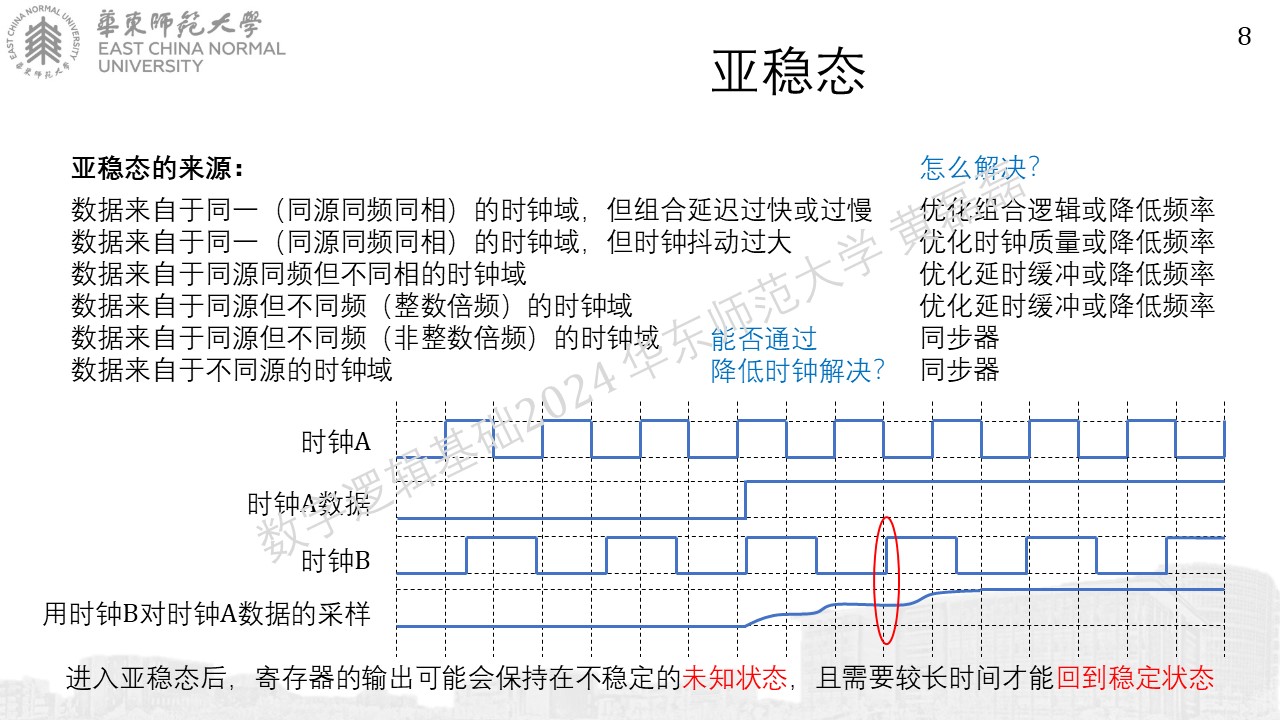 華東師範大學
EAST CHINA NORMAL
UNIVERSITY
EAST CHINA NORMAL UNIVERSITY
華東师范大学
8
亚稳态
亚稳态的来源：
怎么解决?
数据来自于同一（同源同频同相）的时钟域，但组合延迟过快或过慢
优化组合逻辑或降低频率
数据来自于同一（同源同频同相）的时钟域，但时钟抖动过大
优化时钟质量或降低频率
数据来自于同源同频但不同相的时钟域
优化延时缓冲或降低频率
数据来自于同源但不同频（整数倍频）的时钟域
优化延时缓冲或降低频率
数据来自于同源但不同频（非整数倍频）的时钟域
能否通过
同步器
数据来自于不同源的时钟域
降低时钟解决?
同步器
数字逻辑基础2024 华东师范大学 黄磊磊
时钟A
时钟A数据
时钟B
用时钟B对时钟A数据的采样
进入亚稳态后，寄存器的输出可能会保持在不稳定的未知状态，且需要较长时间才能回到稳定状态